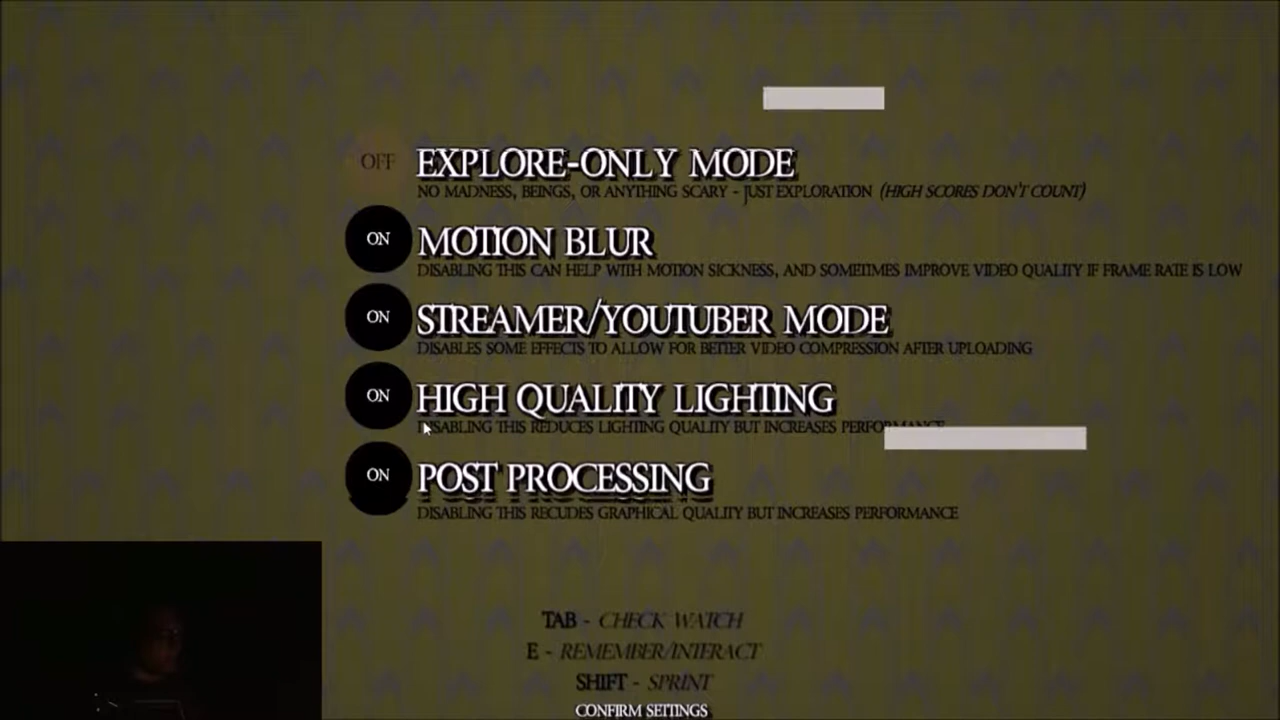 OFF EXPLORE-ONLY MODE
NO MADNESS, BEINGS, OR ANYTHING SCARY - JUST EXPLORATION (HIGH SCORES DON'T COUNT)
ON MOTION BLUR
DISABLING THIS CAN HELP WITH MOTION SICKNESS, AND SOMETIMES IMPROVE VIDEO QUALITY IF FRAME RATE IS LOW
ON STREAMER/YOUTUBER MODE
DISABLES SOME EFFECTS TO ALLOW FOR BETTER VIDEO COMPRESSION AFTER UPLOADING
ON HIGH QUALITY LIGHTING
DISABLING THIS REDUCES LIGHTING QUALITY BUT INCREASES PERFORMANCE
ON POST PROCESSING
DISABLING THIS RECUDES GRAPHICAL QUALITY BUT INCREASES PERFORMANCE
TAB - CHECK WATCH
E - REMEMBER/INTERACT
SHIFT - SPRINT
CONFIRM SETTINGS